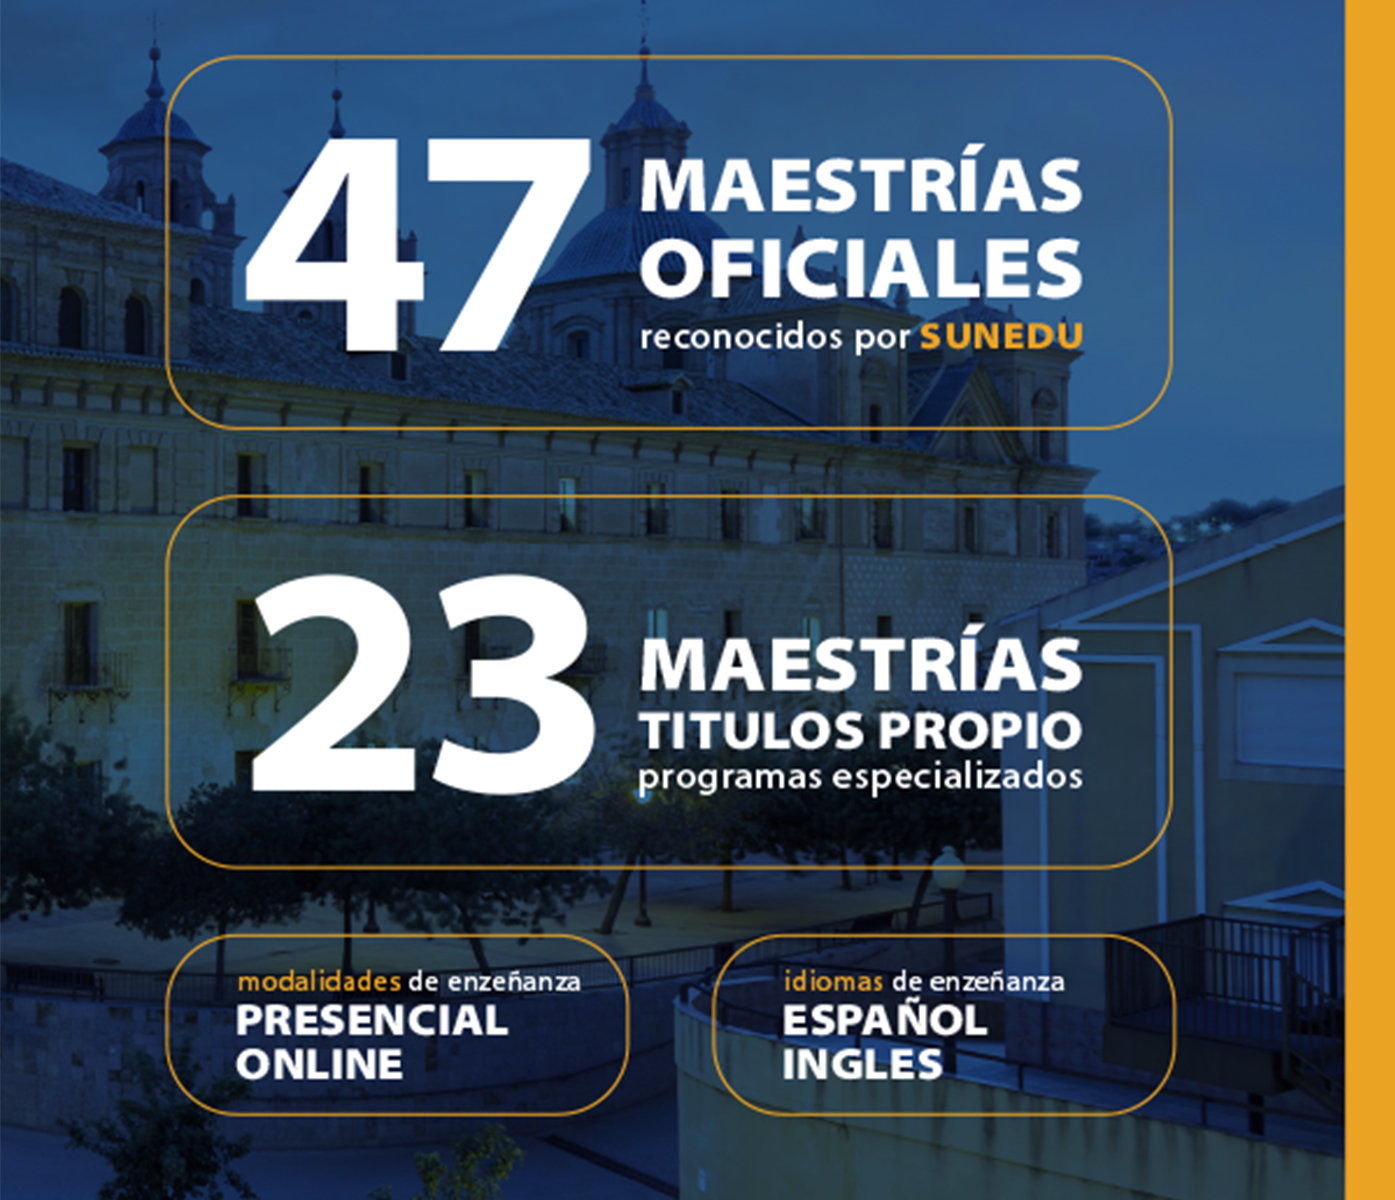 47
MAESTRÍAS
OFICIALES
reconocidos por SUNEDU
23
MAESTRÍAS
TITULOS PROPIO
programas especializados
modalidades de enzeñanza
PRESENCIAL
ONLINE
idiomas de enzeñanza
ESPAÑOL
INGLES